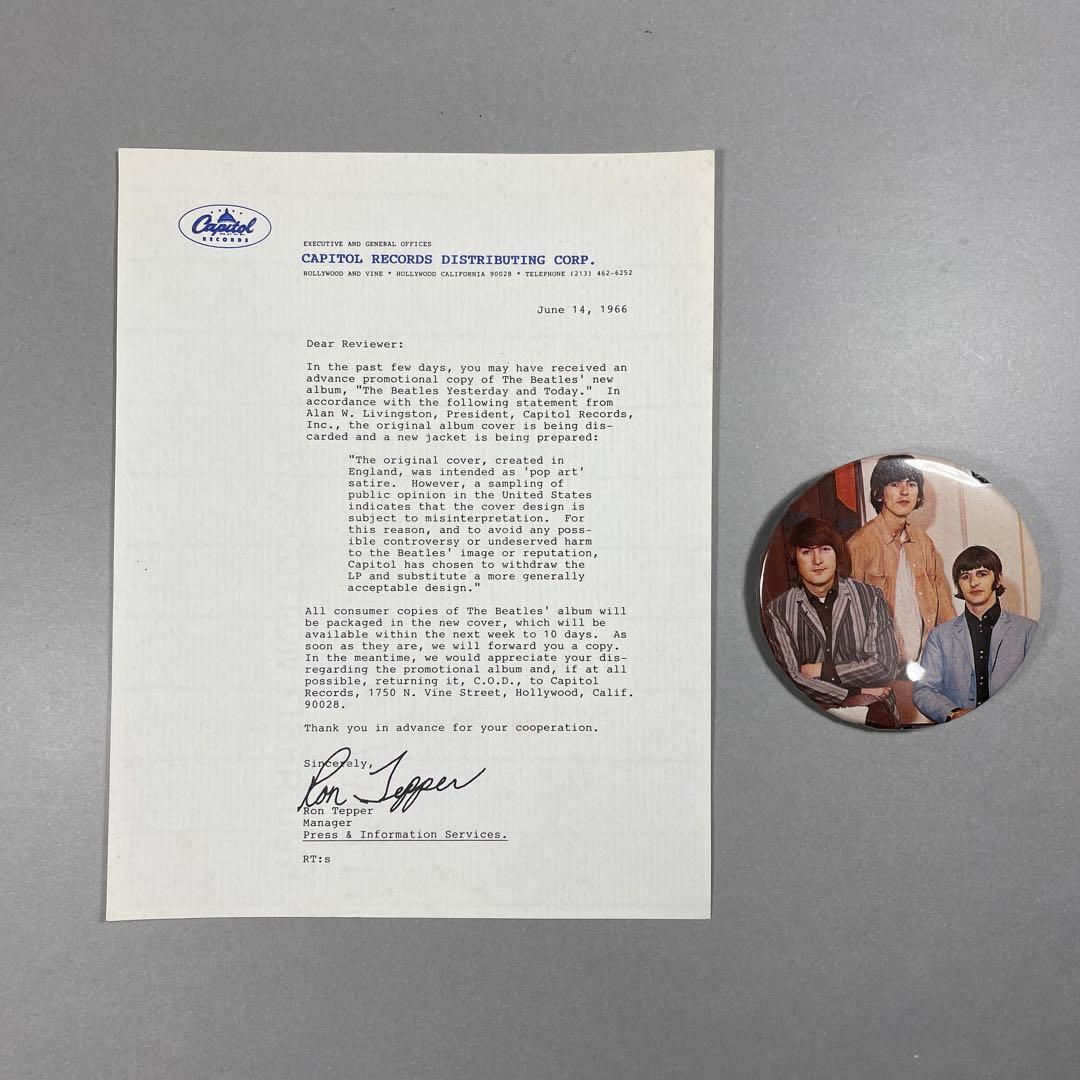 Capitol
RECORDS
EXECUTIVE AND GENERAL OFFICES
CAPITOL RECORDS DISTRIBUTING CORP.
HOLLYWOOD AND VINE * HOLLYWOOD CALIFORNIA 90028 * TELEPHONE (213) 462-6252
June 14, 1966
Dear Reviewer:
In the past few days, you may have received an
advance promotional copy of The Beatles' new
album, "The Beatles Yesterday and Today." In
accordance with the following statement from
Alan W. Livingston, President, Capitol Records,
Inc., the original album cover is being dis-
carded and a new jacket is being prepared:
"The original cover, created in
England, was intended as 'pop art'
satire. However, a sampling of
public opinion in the United States
indicates that the cover design is
subject to misinterpretation. For
this reason, and to avoid any poss-
ible controversy or undeserved harm
to the Beatles' image or reputation,
Capitol has chosen to withdraw the
LP and substitute a more generally
acceptable design."
All consumer copies of The Beatles' album will
be packaged in the new cover, which will be
available within the next week to 10 days. As
soon as they are, we will forward you a copy.
In the meantime, we would appreciate your dis-
regarding the promotional album and, if at all
possible, returning it, C.O.D., to Capitol
Records, 1750 N. Vine Street, Hollywood, Calif.
90028.
Thank you in advance for your cooperation.
Sincerely,
Ron Tepper
Ron Tepper
Manager
Press & Information Services.
RT:s